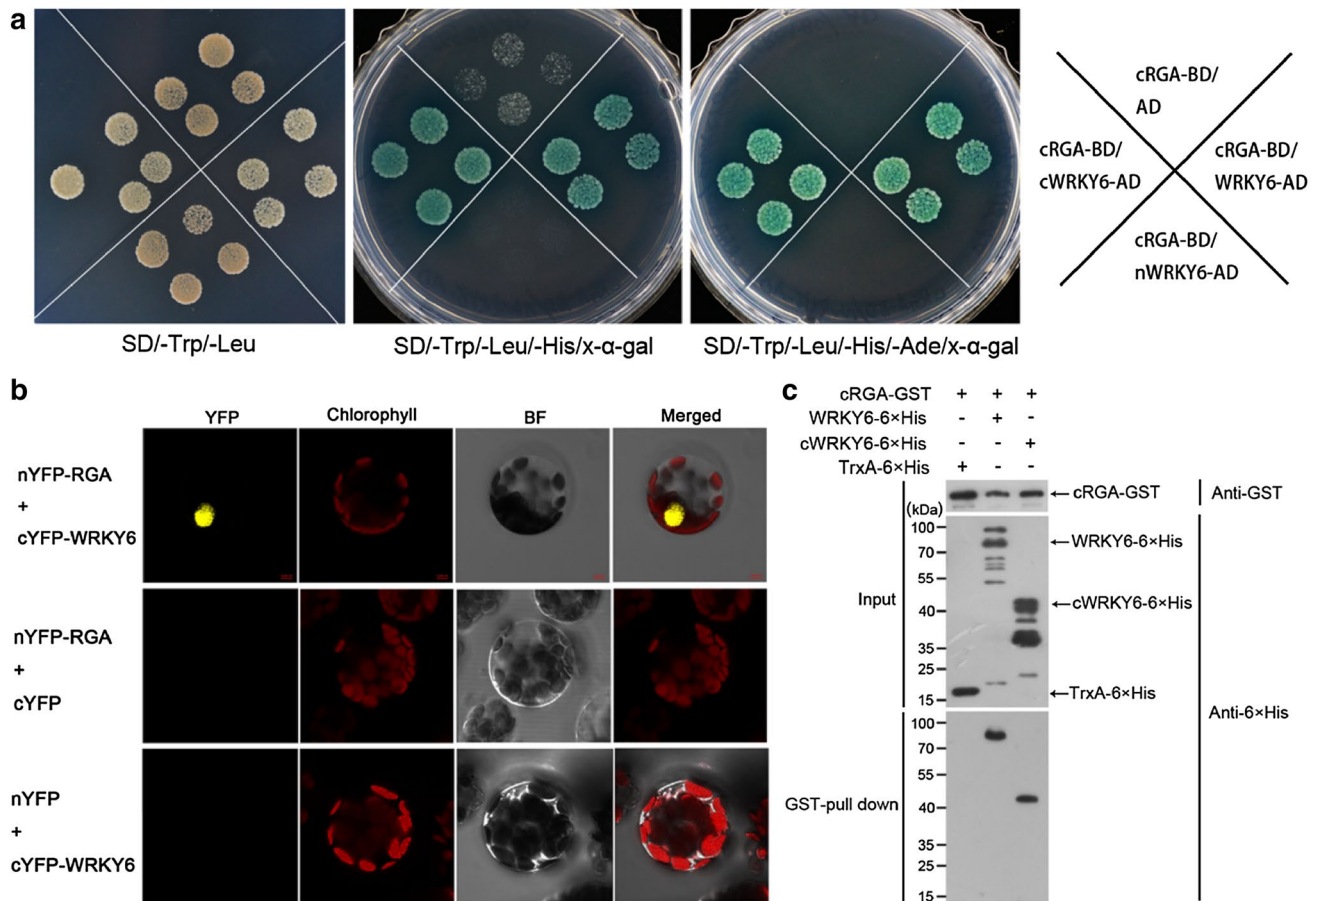 a
cRGA-BD/
AD
cRGA-BD/
cWRKY6-AD
cRGA-BD/
WRKY6-AD
cRGA-BD/
nWRKY6-AD
SD/-Trp/-Leu
SD/-Trp/-Leu/-His/x-α-gal
SD/-Trp/-Leu/-His/-Ade/x-α-gal
b
YFP
Chlorophyll
BF
Merged
nYFP-RGA
+
cYFP-WRKY6
nYFP-RGA
+
cYFP
nYFP
+
cYFP-WRKY6
c
cRGA-GST + + +
WRKY6-6×His - + -
cWRKY6-6×His - - +
TrxA-6×His + - -
cRGA-GST
Anti-GST
(kDa)
100
70
55
40
35
25
15
WRKY6-6×His
cWRKY6-6×His
TrxA-6×His
Input
Anti-6×His
100
70
55
40
35
25
15
GST-pull down